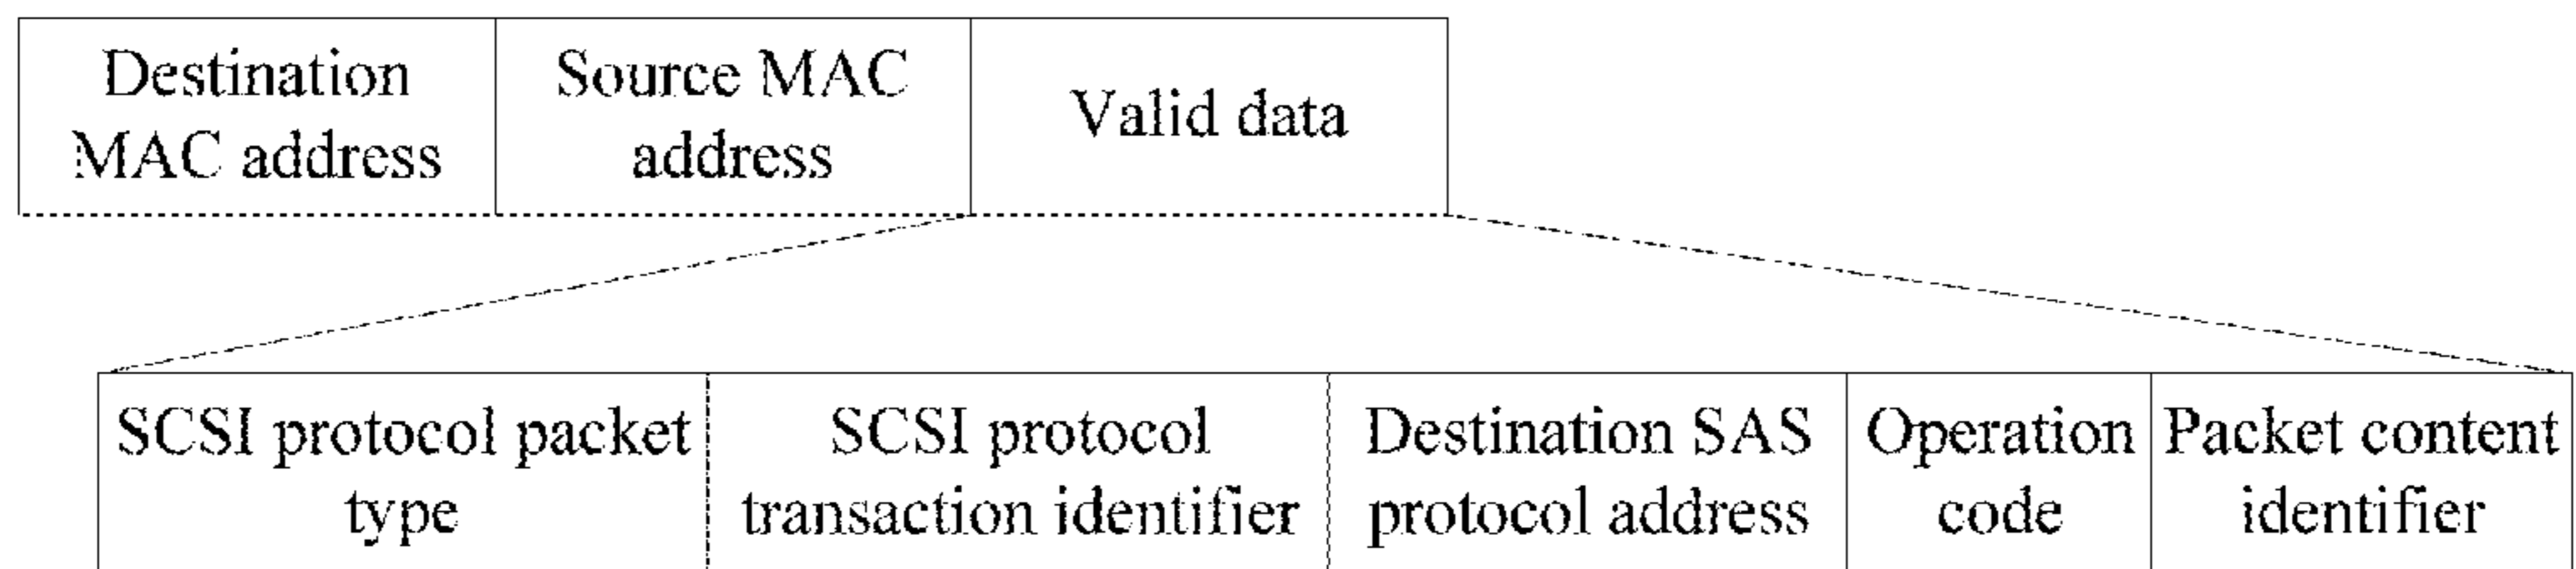 Destination
MAC address
Source MAC
address
Valid data
SCSI protocol packet
type
SCSI protocol
transaction identifier
Destination SAS
protocol address
Operation
code
Packet content
identifier